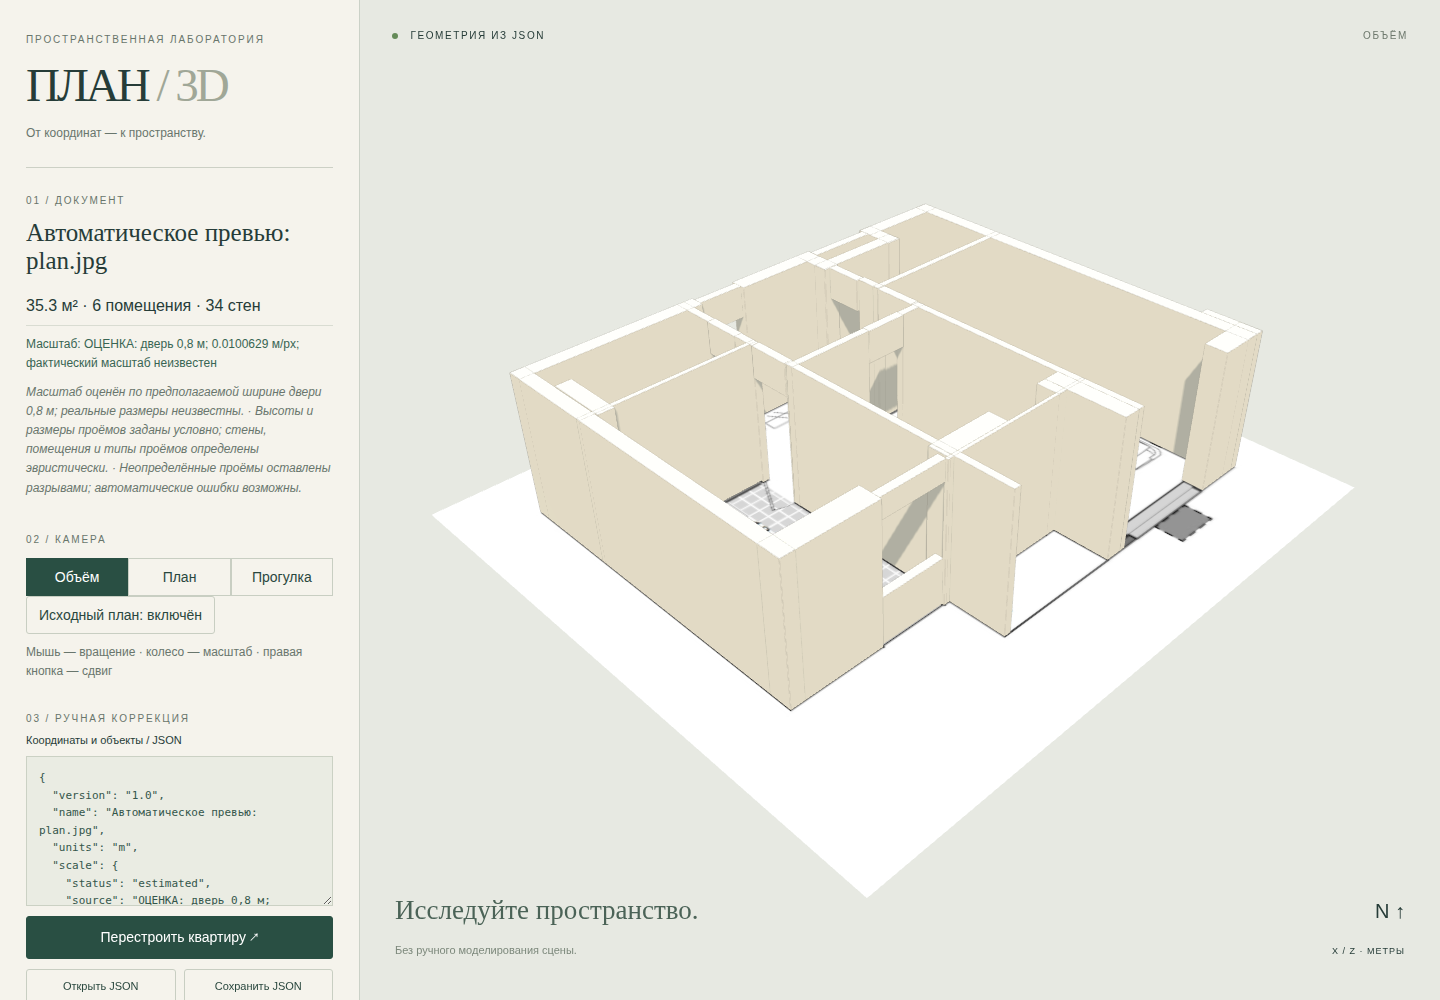 ПРОСТРАНСТВЕННАЯ ЛАБОРАТОРИЯ
ПЛАН / 3D
От координат — к пространству.
01 / ДОКУМЕНТ
Автоматическое превью:
plan.jpg
35.3 м² · 6 помещения · 34 стен
Масштаб: ОЦЕНКА: дверь 0,8 м; 0.0100629 м/px;
фактический масштаб неизвестен
Масштаб оценён по предполагаемой ширине двери
0,8 м; реальные размеры неизвестны. · Высоты и
размеры проёмов заданы условно; стены,
помещения и типы проёмов определены
эвристически. · Неопределённые проёмы оставлены
разрывами; автоматические ошибки возможны.
02 / КАМЕРА
Объём
План
Прогулка
Исходный план: включён
Мышь — вращение · колесо — масштаб · правая
кнопка — сдвиг
03 / РУЧНАЯ КОРРЕКЦИЯ
Координаты и объекты / JSON
{
"version": "1.0",
"name": "Автоматическое превью:
plan.jpg",
"units": "m",
"scale": {
"status": "estimated",
"source": "ОЦЕНКА: дверь 0,8 м;
Перестроить квартиру ↗
Открыть JSON
Сохранить JSON
ГЕОМЕТРИЯ ИЗ JSON
ОБЪЁМ
Исследуйте пространство.
Без ручного моделирования сцены.
N ↑
X / Z · МЕТРЫ